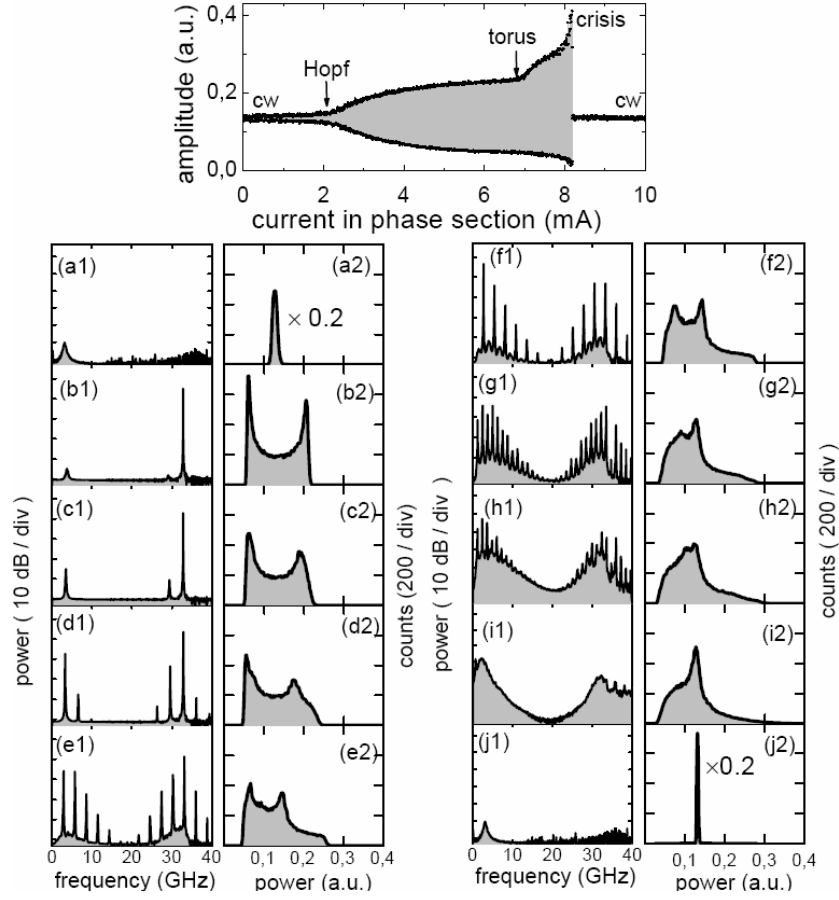 0,4
0,2
0,0
amplitude (a.u.)
cw
Hopf
torus
crisis
cw
0 2 4 6 8 10
current in phase section (mA)
(a1)
(a2)
× 0.2
(b1)
(b2)
(c1)
(c2)
(d1)
(d2)
(e1)
(e2)
power ( 10 dB / div)
counts (200 / div)
0 10 20 30 40
frequency (GHz)
0,1 0,2 0,3 0,4
power (a.u.)
(f1)
(f2)
(g1)
(g2)
(h1)
(h2)
(i1)
(i2)
(j1)
(j2)
×0.2
power ( 10 dB / div)
counts ( 200 / div)
0 10 20 30 40
frequency (GHz)
0,1 0,2 0,3 0,4
power (a.u.)